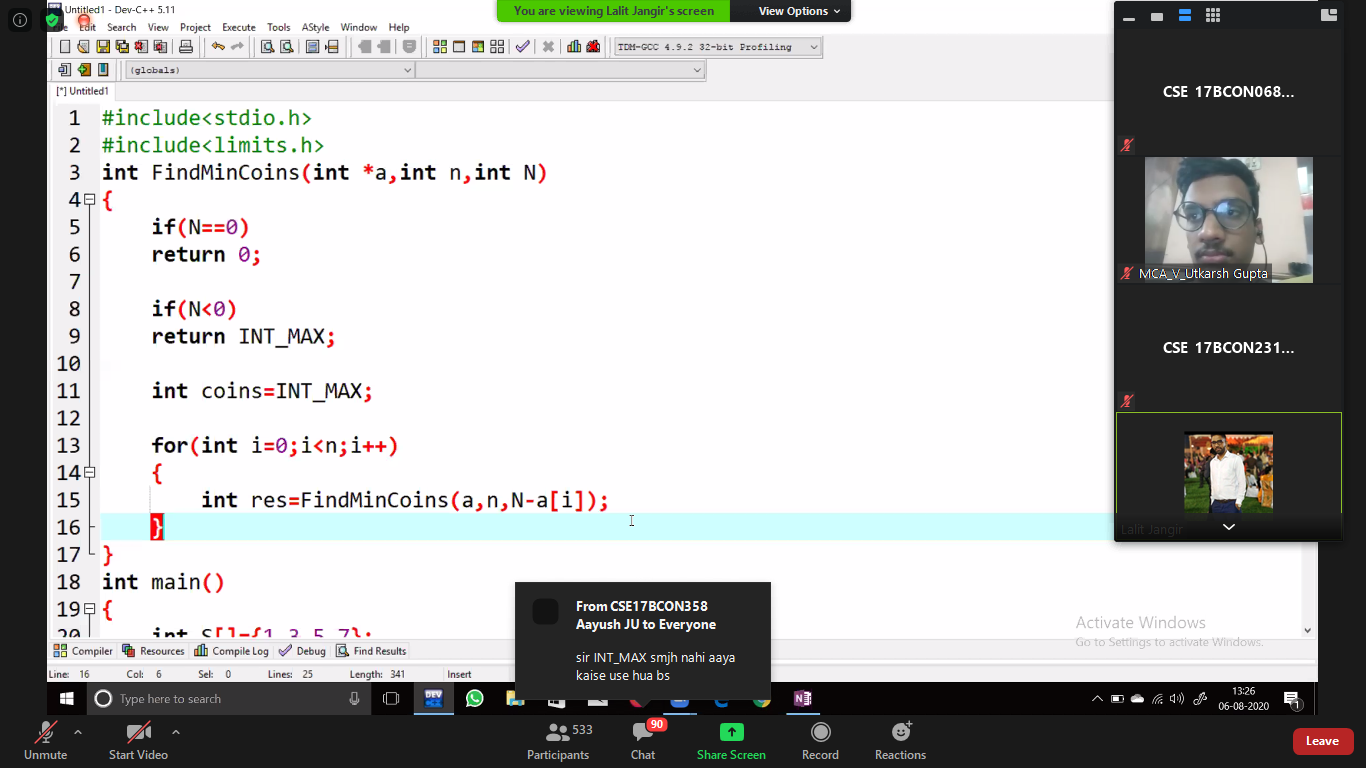 Untitled1 - Dev-C++ 5.11
You are viewing Lalit Jangir's screen
View Options
Edit Search View Project Execute Tools AStyle Window Help
TDM-GCC 4.9.2 32-bit Profiling
(globals)
[*] Untitled1
1 #include<stdio.h>
2 #include<limits.h>
3 int FindMinCoins(int *a,int n,int N)
4 {
5 if(N==0)
6 return 0;
7
8 if(N<0)
9 return INT_MAX;
10
11 int coins=INT_MAX;
12
13 for(int i=0;i<n;i++)
14 {
15 int res=FindMinCoins(a,n,N-a[i]);
16 }
17 }
18 int main()
19 {
20 int S[]={1,3,5,7};
CSE 17BCON068...
MCA_V_Utkarsh Gupta
CSE 17BCON231...
Lalit Jangir
From CSE17BCON358
Aayush JU to Everyone
sir INT_MAX smjh nahi aaya
kaise use hua bs
Activate Windows
Go to Settings to activate Windows.
Compiler Resources Compile Log Debug Find Results
Line: 16 Col: 6 Sel: 0 Lines: 25 Length: 341 Insert
Type here to search
DEV
N
13:26
06-08-2020
1
Unmute
Start Video
Participants
533
Chat
90
Share Screen
Record
Reactions
Leave